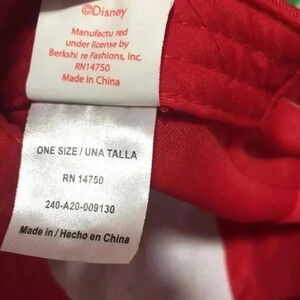 ©Disney
Manufactu red
under license by
Berkshi re Fashions, Inc.
RN14750
Made in China
ONE SIZE / UNA TALLA
RN 14750
240-A20-009130
Made in / Hecho en China